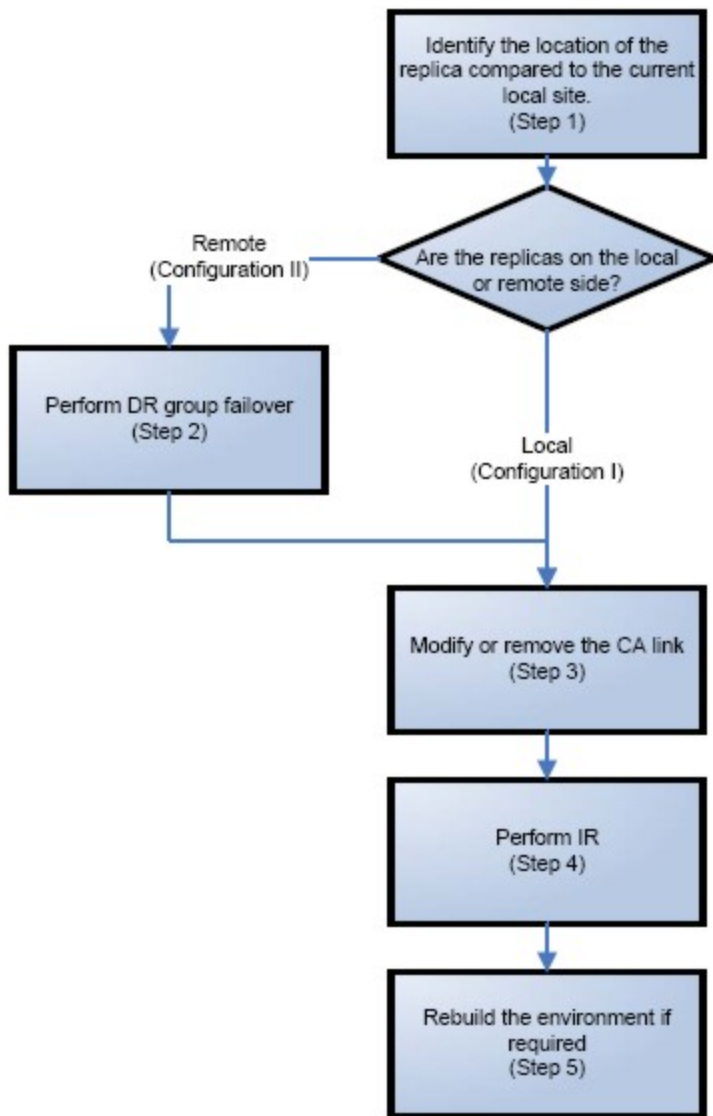 Identify the location of the
replica compared to the current
local site.
(Step 1)
Are the replicas on the local
or remote side?
Remote
(Configuration II)
Perform DR group failover
(Step 2)
Local
(Configuration I)
Modify or remove the CA link
(Step 3)
Perform IR
(Step 4)
Rebuild the environment if
required
(Step 5)